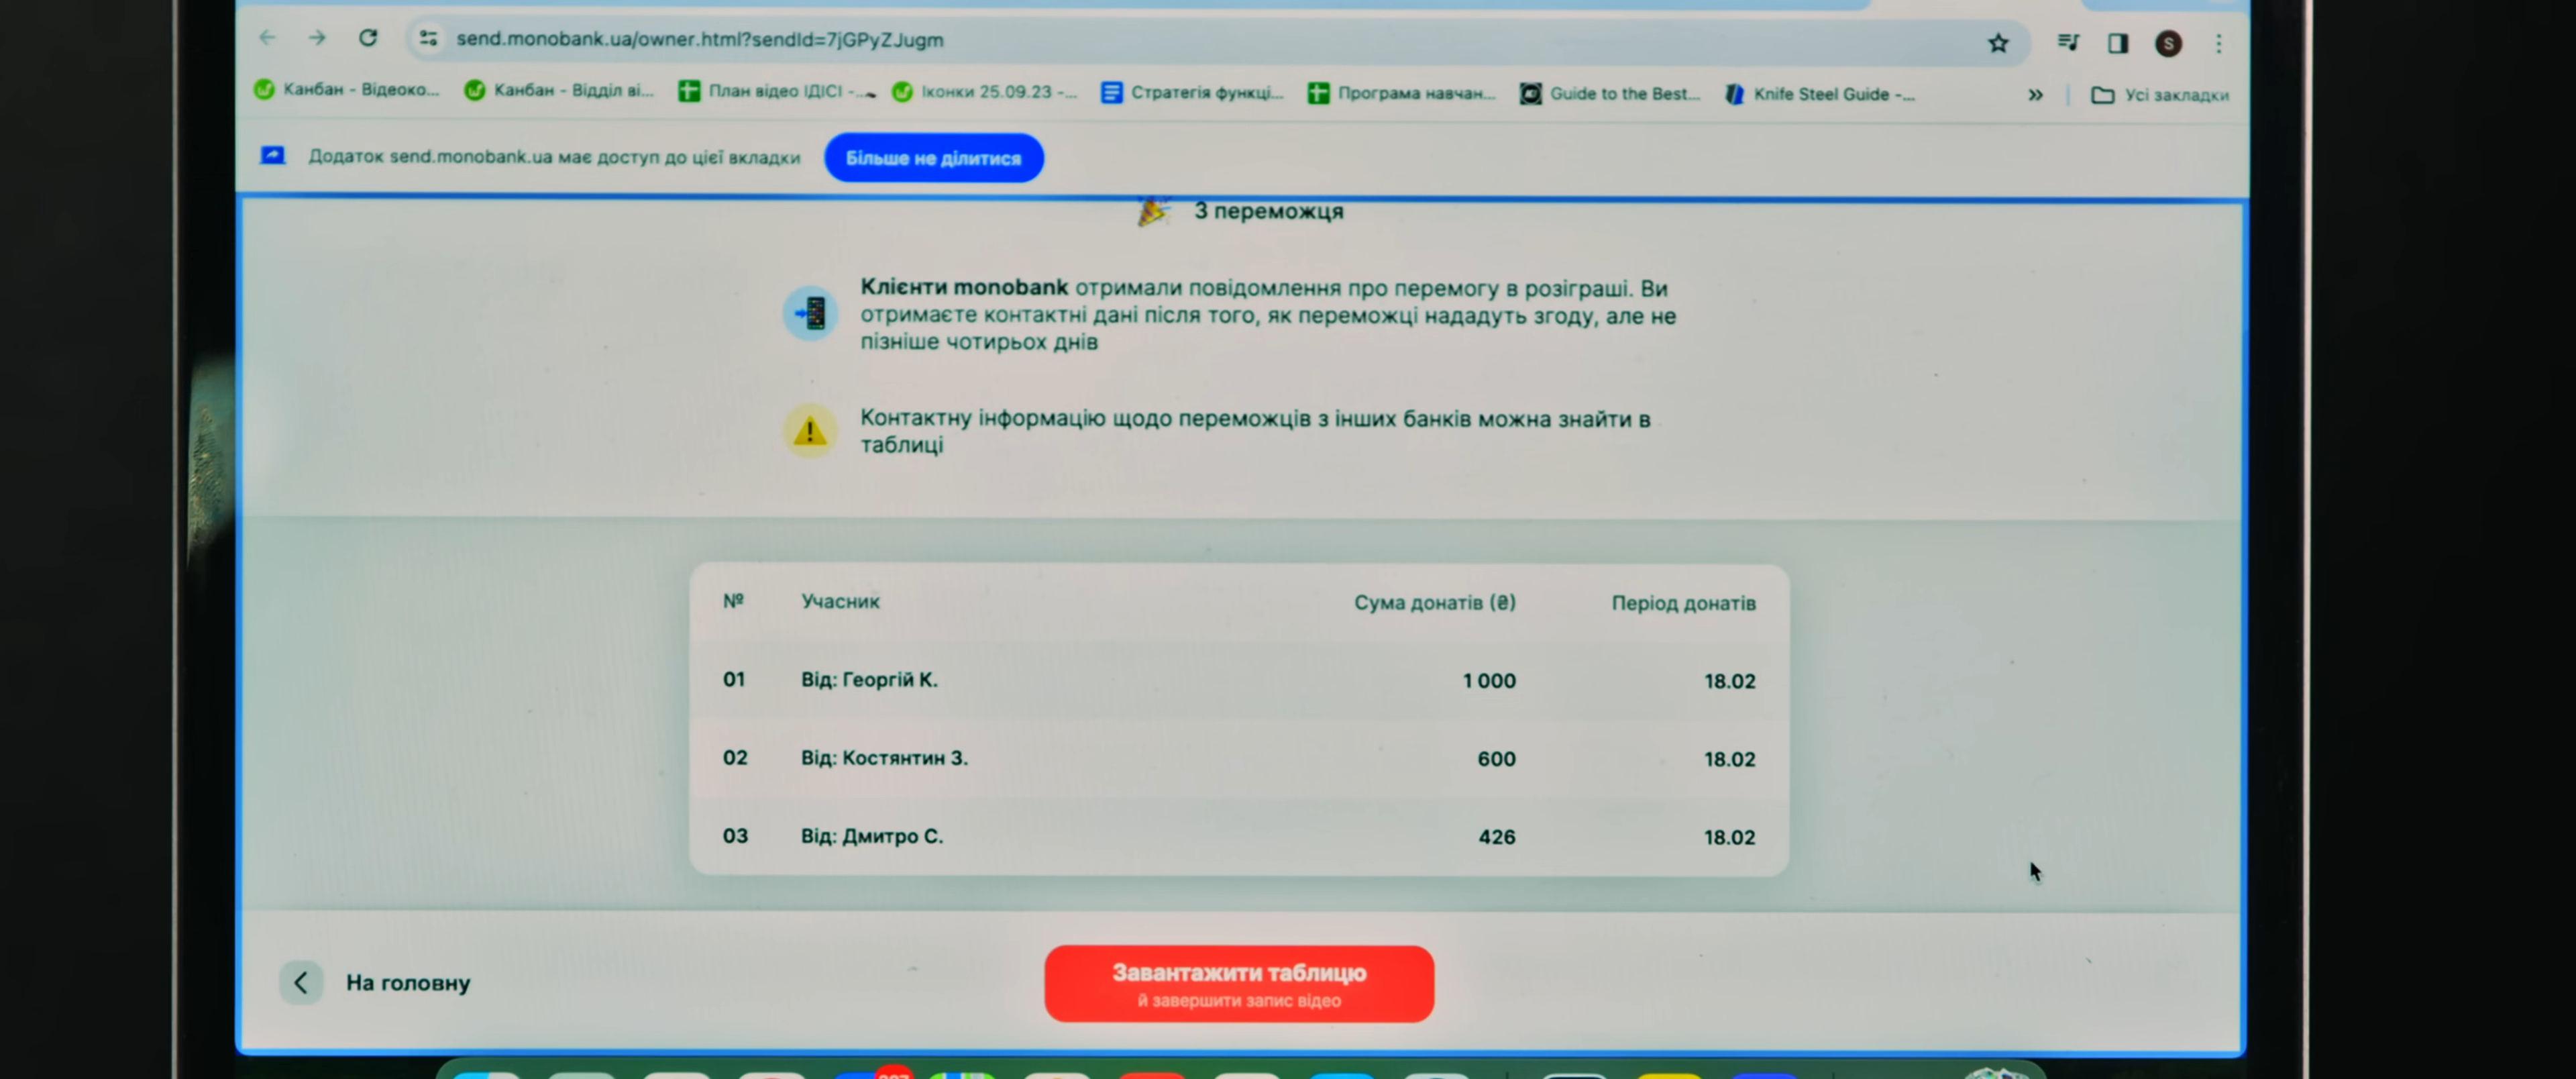 send.monobank.ua/owner.html?sendId=7jGPyZJugm
Канбан - Відеоко...
Канбан - Відділ ві...
План відео ІДІСІ -...
Іконки 25.09.23 -...
Стратегія функці...
Програма навчан...
Guide to the Best...
Knife Steel Guide -...
»
Усі закладки
S
Додаток send.monobank.ua має доступ до цієї вкладки
Більше не ділитися
3 переможця
Клієнти monobank отримали повідомлення про перемогу в розіграші. Ви
отримаєте контактні дані після того, як переможці нададуть згоду, але не
пізніше чотирьох днів
Контактну інформацію щодо переможців з інших банків можна знайти в
таблиці
№ Учасник Сума донатів (₴) Період донатів
01 Від: Георгій К. 1 000 18.02
02 Від: Костянтин З. 600 18.02
03 Від: Дмитро С. 426 18.02
На головну
Завантажити таблицю
й завершити запис відео